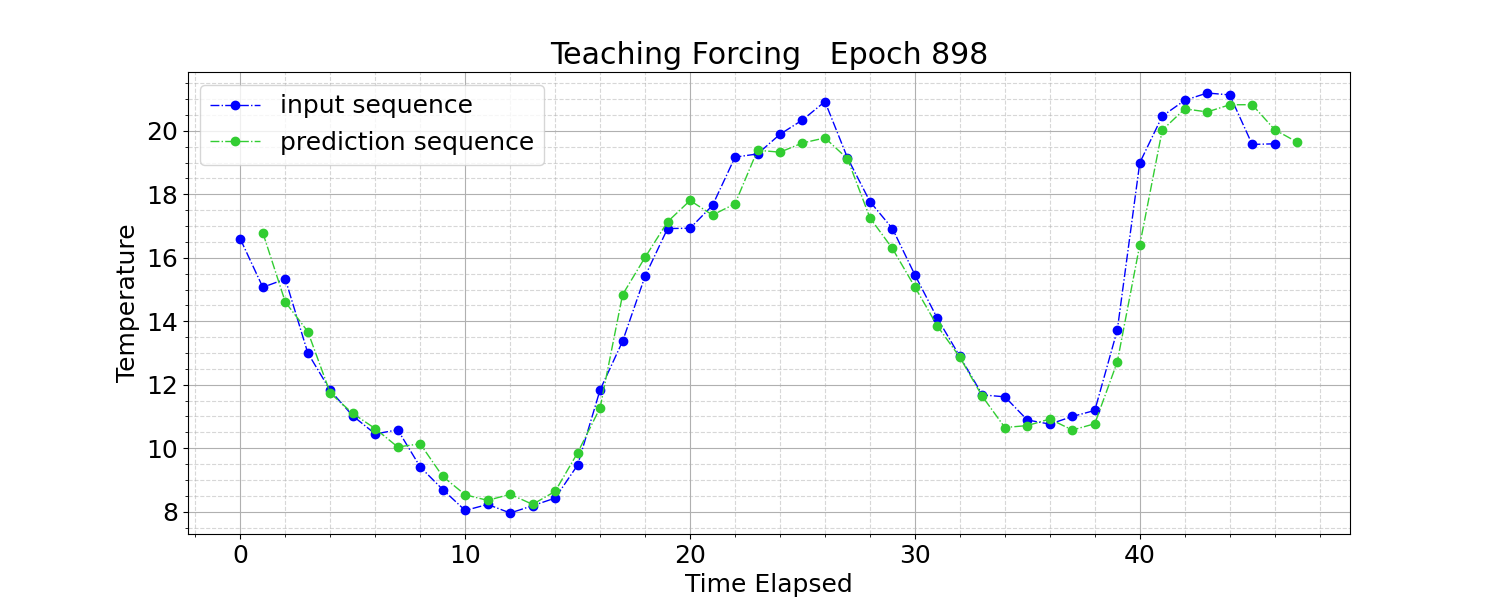 Teaching Forcing   Epoch 898
input sequence
prediction sequence
Temperature
20
18
16
14
12
10
8
0 10 20 30 40
Time Elapsed